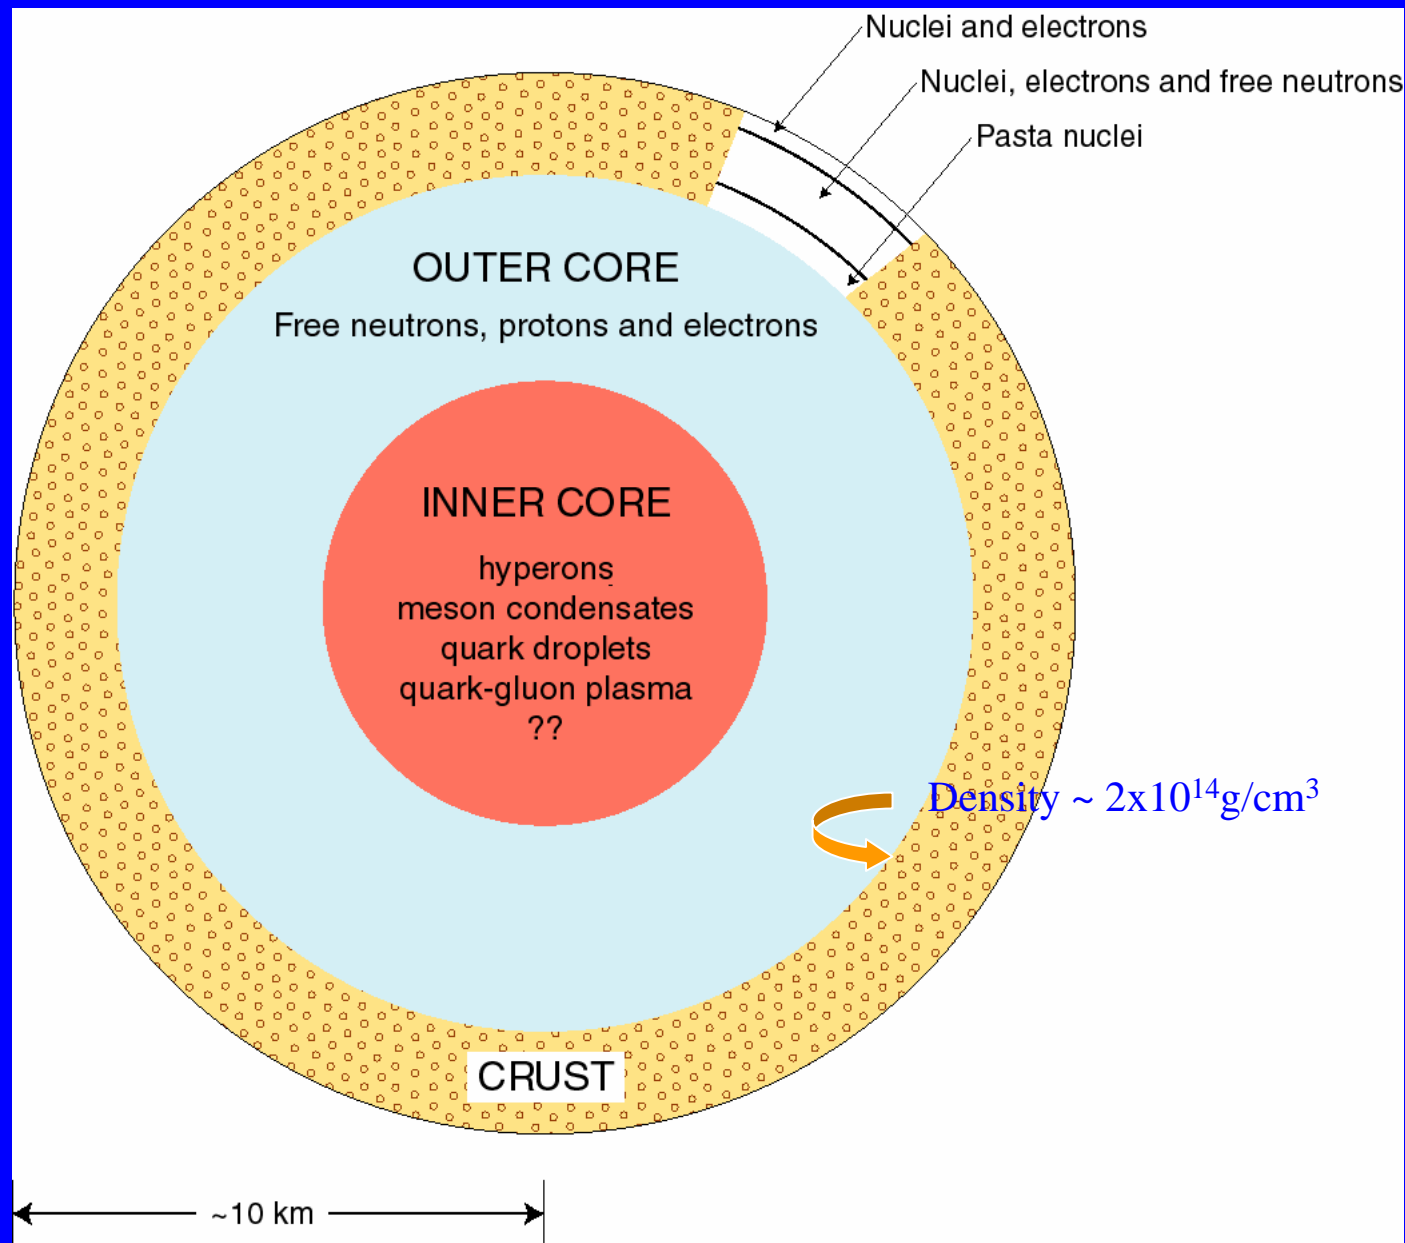 Nuclei and electrons
Nuclei, electrons and free neutrons
Pasta nuclei
OUTER CORE
Free neutrons, protons and electrons
INNER CORE
hyperons
meson condensates
quark droplets
quark-gluon plasma
??
Density ~ 2x10¹⁴g/cm³
CRUST
~10 km